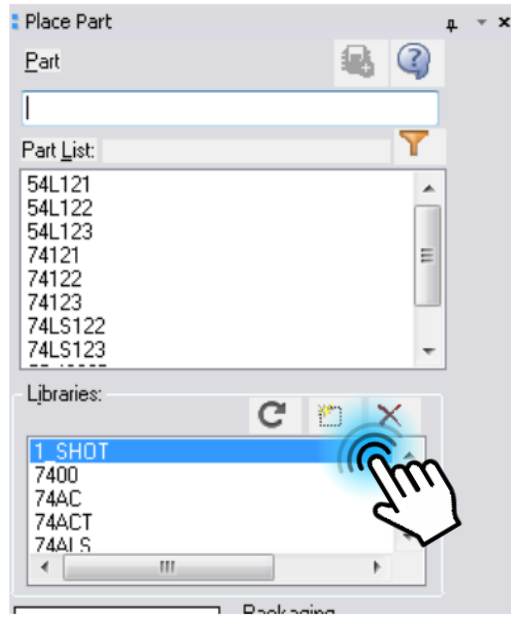 Place Part
Part
Part List:
54L121
54L122
54L123
74121
74122
74123
74LS122
74LS123
Libraries:
1_SHOT
7400
74AC
74ACT
74ALS
Packaging